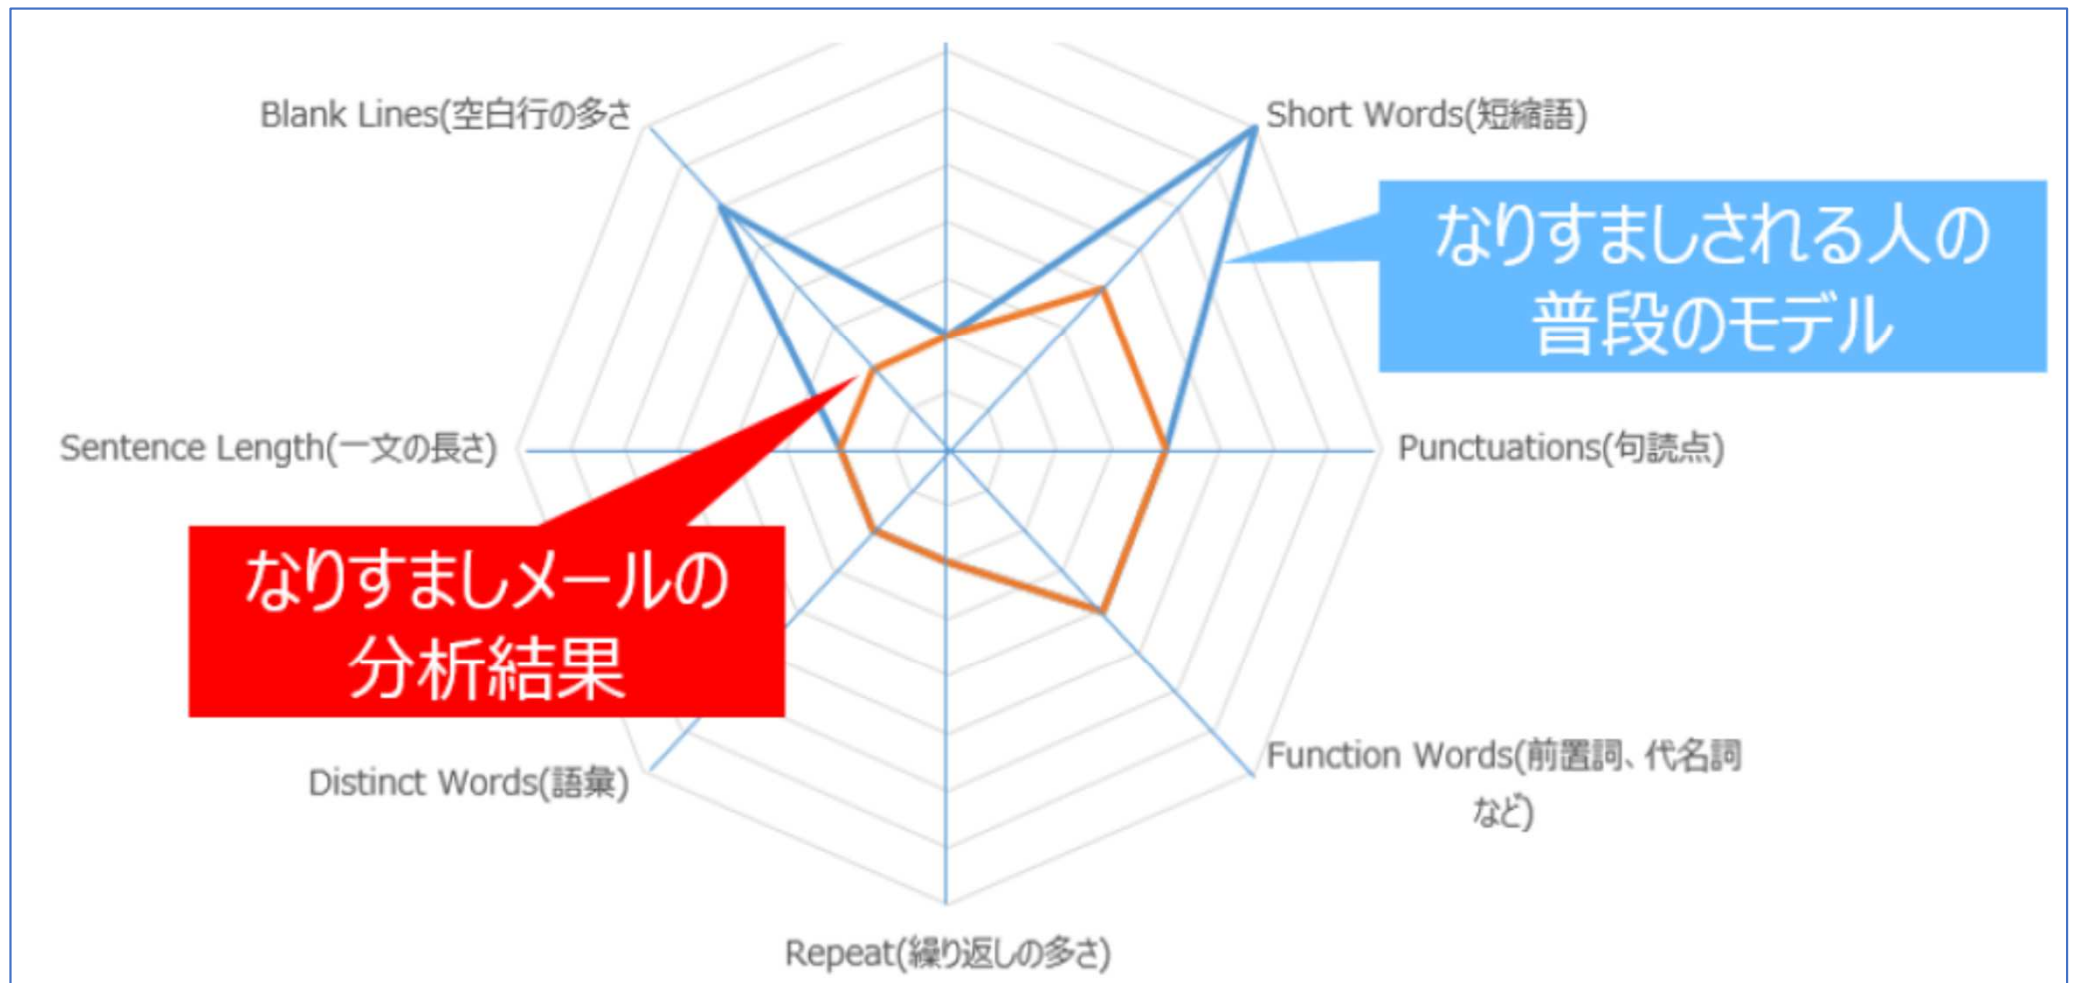 Blank Lines(空白行の多さ
Short Words(短縮語)
なりすましされる人の
普段のモデル
Sentence Length(一文の長さ)
Punctuations(句読点)
なりすましメールの
分析結果
Distinct Words(語彙)
Function Words(前置詞、代名詞
など)
Repeat(繰り返しの多さ)